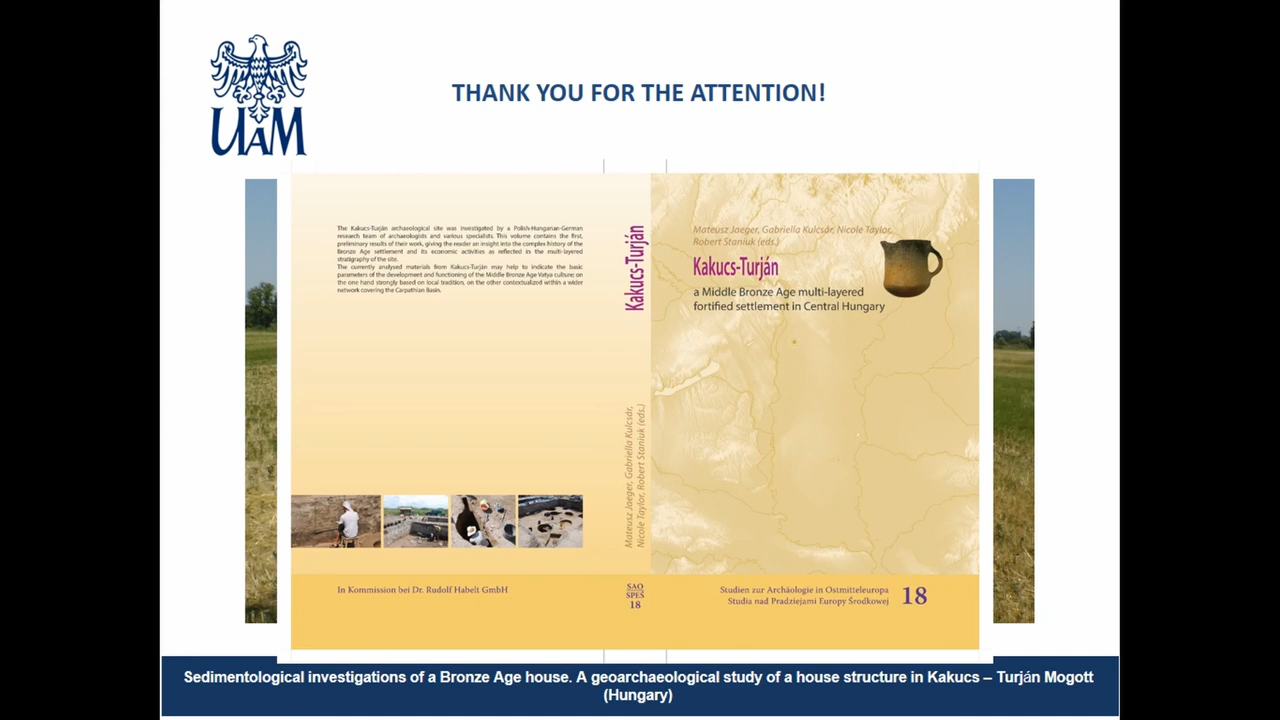 UAM
THANK YOU FOR THE ATTENTION!
The Kakucs-Turján archaeological site was investigated by a Polish-Hungarian-German
research team of archaeologists and various specialists. This volume contains the first,
preliminary results of their work, giving the reader an insight into the complex history of the
Bronze Age settlement and its economic activities as reflected in the multi-layered
stratigraphy of the site.
The currently analysed materials from Kakucs-Turján may help to indicate the basic
parameters of the development and functioning of the Middle Bronze Age Vatya culture; on
the one hand strongly based on local tradition, on the other contextualized within a wider
network covering the Carpathian Basin.
In Kommission bei Dr. Rudolf Habelt GmbH
Kakucs-Turján
Mateusz Jaeger, Gabriella Kulcsár,
Nicole Taylor, Robert Staniuk (eds.)
SAO
SPEŚ
18
Mateusz Jaeger, Gabriella Kulcsár, Nicole Taylor,
Robert Staniuk (eds.)
Kakucs-Turján
a Middle Bronze Age multi-layered
fortified settlement in Central Hungary
Studien zur Archäologie in Ostmitteleuropa
Studia nad Pradziejami Europy Środkowej
18
Sedimentological investigations of a Bronze Age house. A geoarchaeological study of a house structure in Kakucs – Turján Mogott
(Hungary)